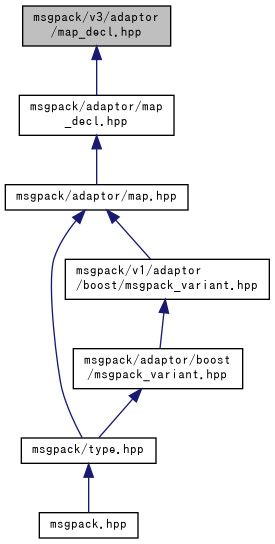 msgpack/v3/adaptor
/map_decl.hpp
msgpack/adaptor/map
_decl.hpp
msgpack/adaptor/map.hpp
msgpack/v1/adaptor
/boost/msgpack_variant.hpp
msgpack/adaptor/boost
/msgpack_variant.hpp
msgpack/type.hpp
msgpack.hpp